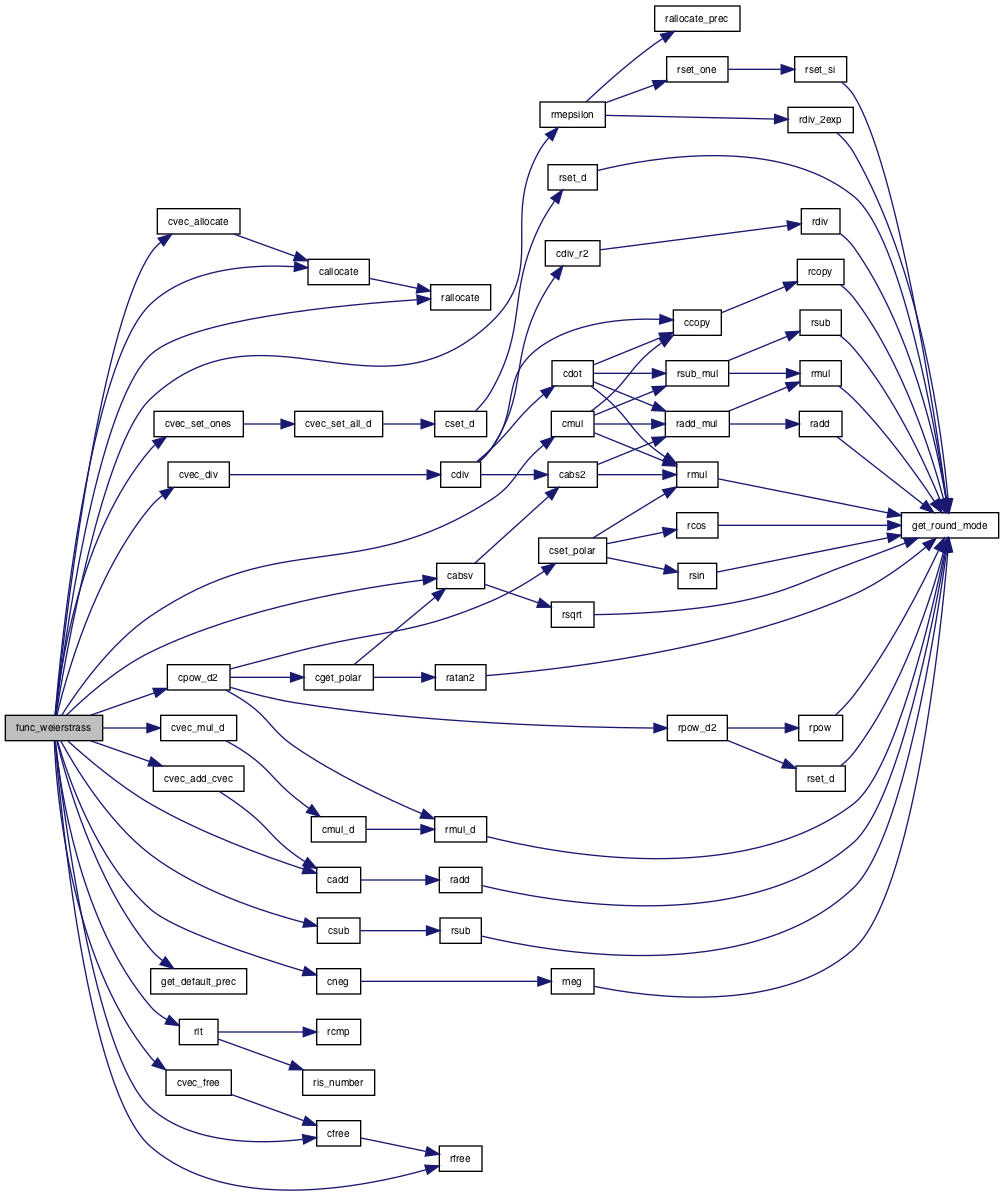 rallocate_prec
rset_one
rset_si
rmepsilon
rdiv_2exp
rset_d
cvec_allocate
rdiv
cdiv_r2
callocate
rcopy
rallocate
ccopy
rsub
cdot
rsub_mul
rmul
cvec_set_ones
cvec_set_all_d
cset_d
cmul
radd_mul
radd
cvec_div
cdiv
cabs2
rmul
rcos
get_round_mode
cset_polar
cabsv
rsin
rsqrt
cpow_d2
cget_polar
ratan2
func_weierstrass
cvec_mul_d
rpow_d2
rpow
cvec_add_cvec
rset_d
cmul_d
rmul_d
cadd
radd
csub
rsub
get_default_prec
cneg
rneg
rlt
rcmp
cvec_free
ris_number
cfree
rfree